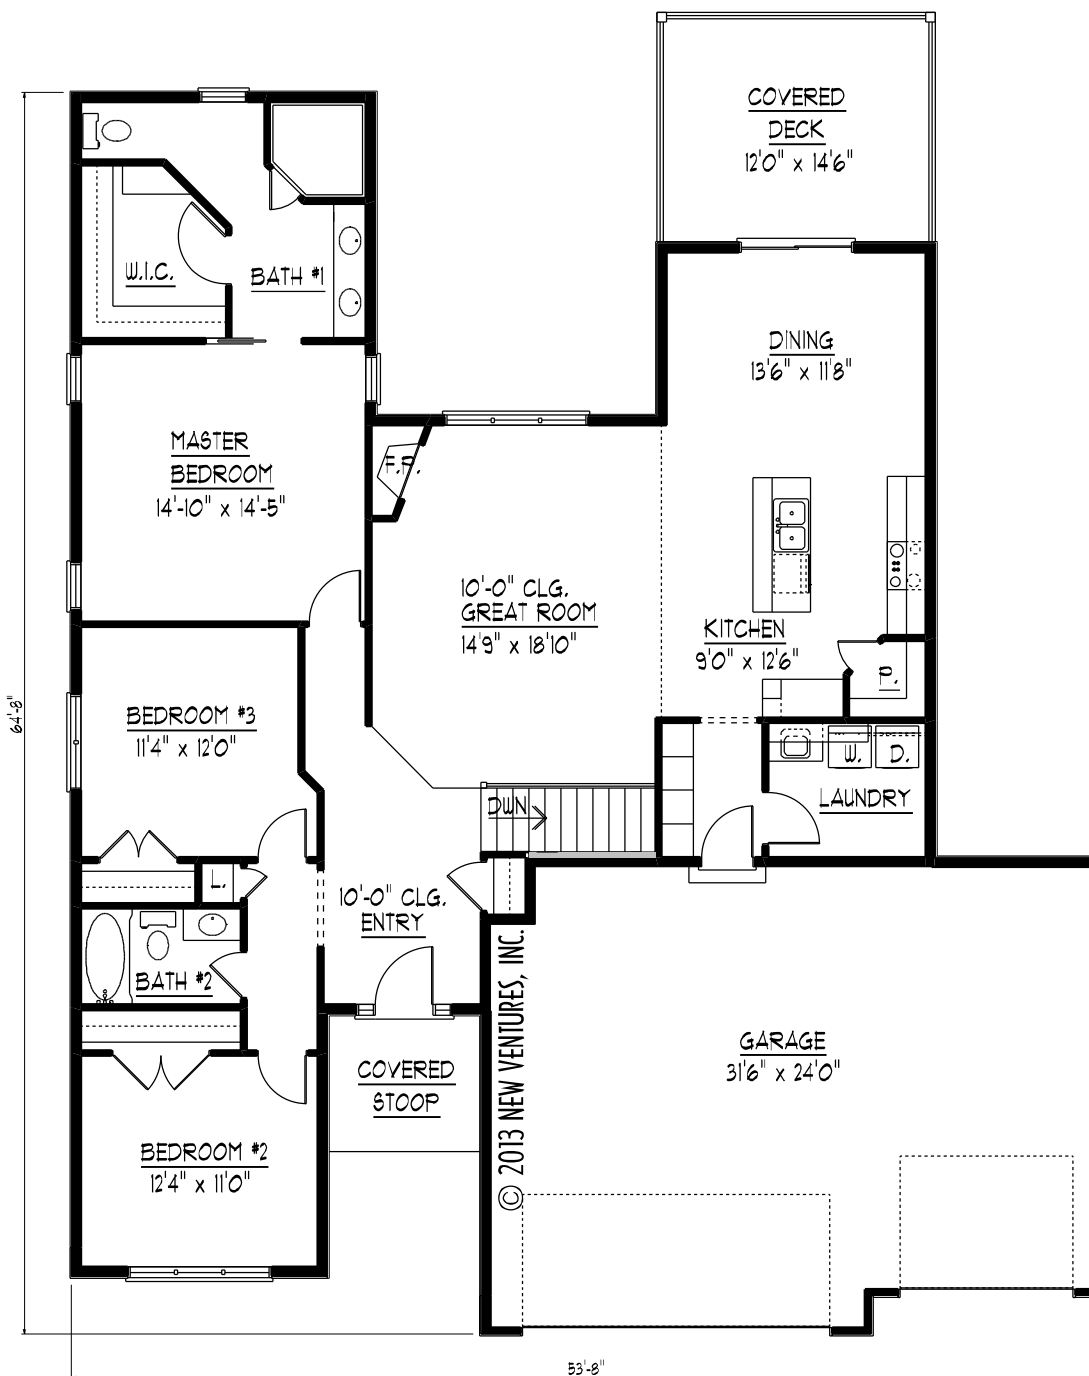 COVERED
DECK
12'0" x 14'6"
W.I.C.
BATH #1
DINING
13'6" x 11'8"
MASTER
BEDROOM
14'-10" x 14'-5"
F.P.
10'-0" CLG.
GREAT ROOM
14'9" x 18'10"
KITCHEN
9'0" x 12'6"
P.
BEDROOM #3
11'4" x 12'0"
64'-8"
W.
D.
LAUNDRY
DWN
L.
10'-0" CLG.
ENTRY
BATH #2
© 2013 NEW VENTURES, INC.
GARAGE
31'6" x 24'0"
COVERED
STOOP
BEDROOM #2
12'4" x 11'0"
53'-8"